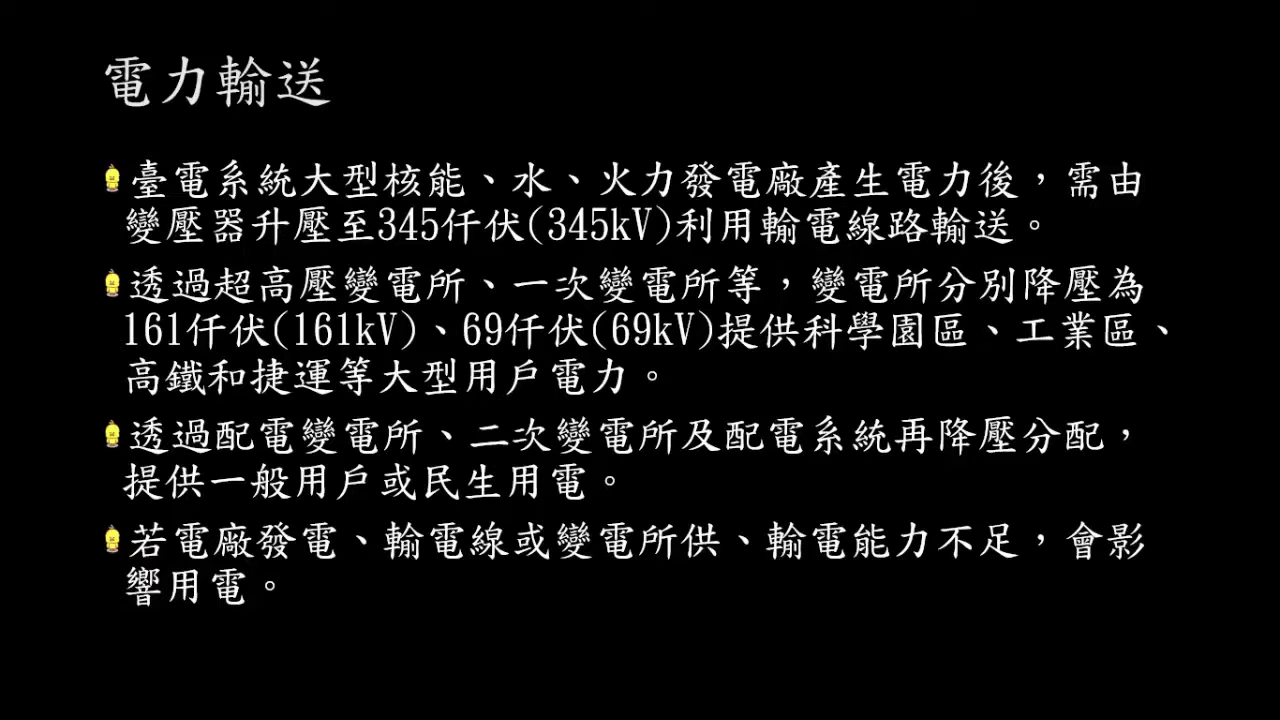 電力輸送
臺電系統大型核能、水、火力發電廠產生電力後，需由
變壓器升壓至345仟伏(345kV)利用輸電線路輸送。
透過超高壓變電所、一次變電所等，變電所分別降壓為
161仟伏(161kV)、69仟伏(69kV)提供科學園區、工業區、
高鐵和捷運等大型用戶電力。
透過配電變電所、二次變電所及配電系統再降壓分配，
提供一般用戶或民生用電。
若電廠發電、輸電線或變電所供、輸電能力不足，會影
響用電。